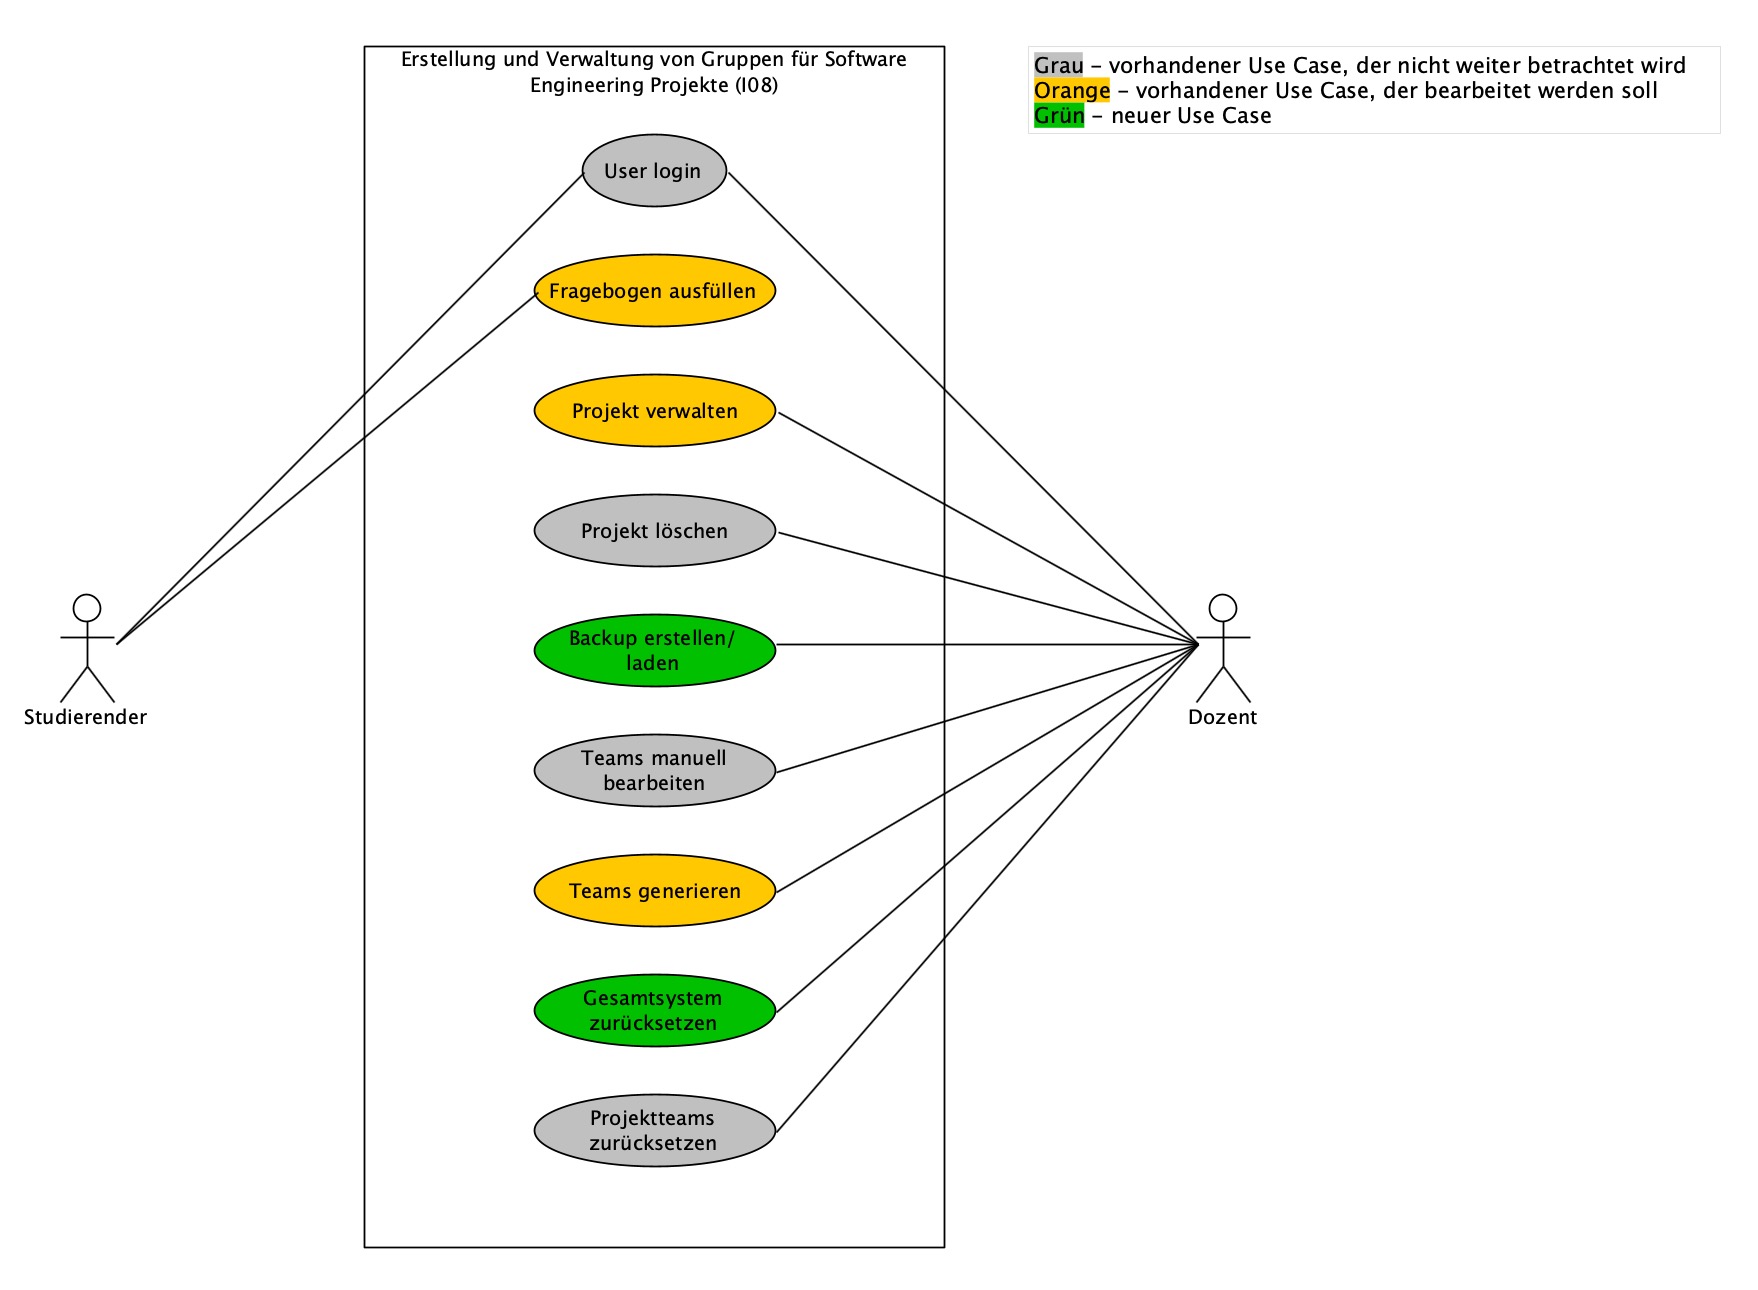 Erstellung und Verwaltung von Gruppen für Software
Engineering Projekte (I08)
Grau – vorhandener Use Case, der nicht weiter betrachtet wird
Orange – vorhandener Use Case, der bearbeitet werden soll
Grün – neuer Use Case
User login
Fragebogen ausfüllen
Projekt verwalten
Projekt löschen
Backup erstellen/
laden
Studierender
Dozent
Teams manuell
bearbeiten
Teams generieren
Gesamtsystem
zurücksetzen
Projektteams
zurücksetzen